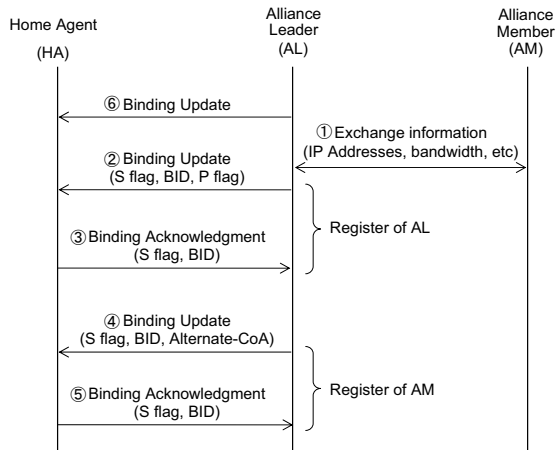 Home Agent
(HA)
Alliance
Leader
(AL)
Alliance
Member
(AM)
⑥ Binding Update
① Exchange information
(IP Addresses, bandwidth, etc)
② Binding Update
(S flag, BID, P flag)
Register of AL
③ Binding Acknowledgment
(S flag, BID)
④ Binding Update
(S flag, BID, Alternate-CoA)
⑤ Binding Acknowledgment
(S flag, BID)
Register of AM